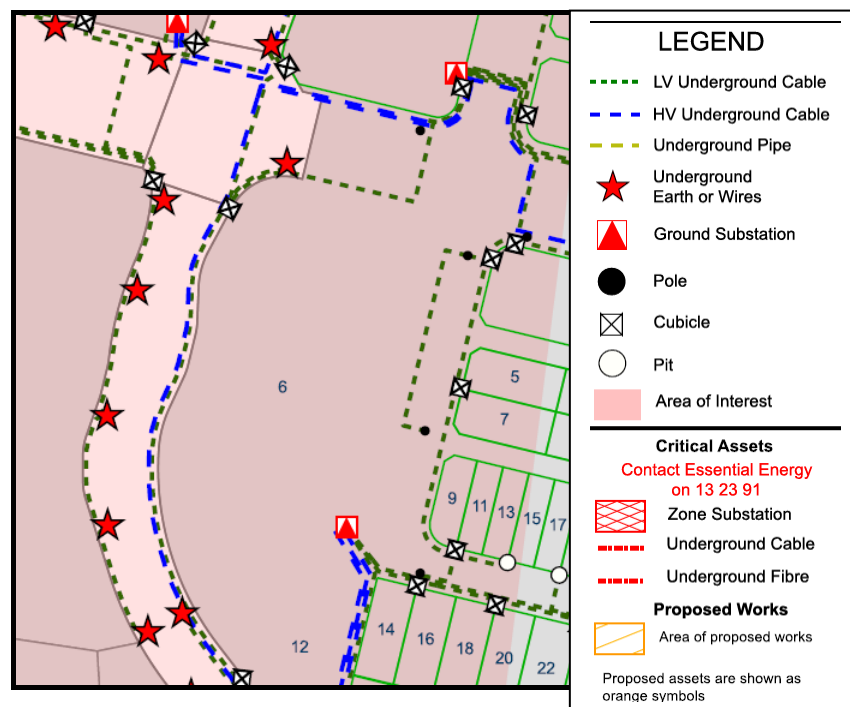 LEGEND
LV Underground Cable
HV Underground Cable
Underground Pipe
Underground
Earth or Wires
Ground Substation
Pole
Cubicle
Pit
Area of Interest
Critical Assets
Contact Essential Energy
on 13 23 91
Zone Substation
Underground Cable
Underground Fibre
Proposed Works
Area of proposed works
Proposed assets are shown as
orange symbols
6
5
7
9
11
13
15
17
12
14
16
18
20
22